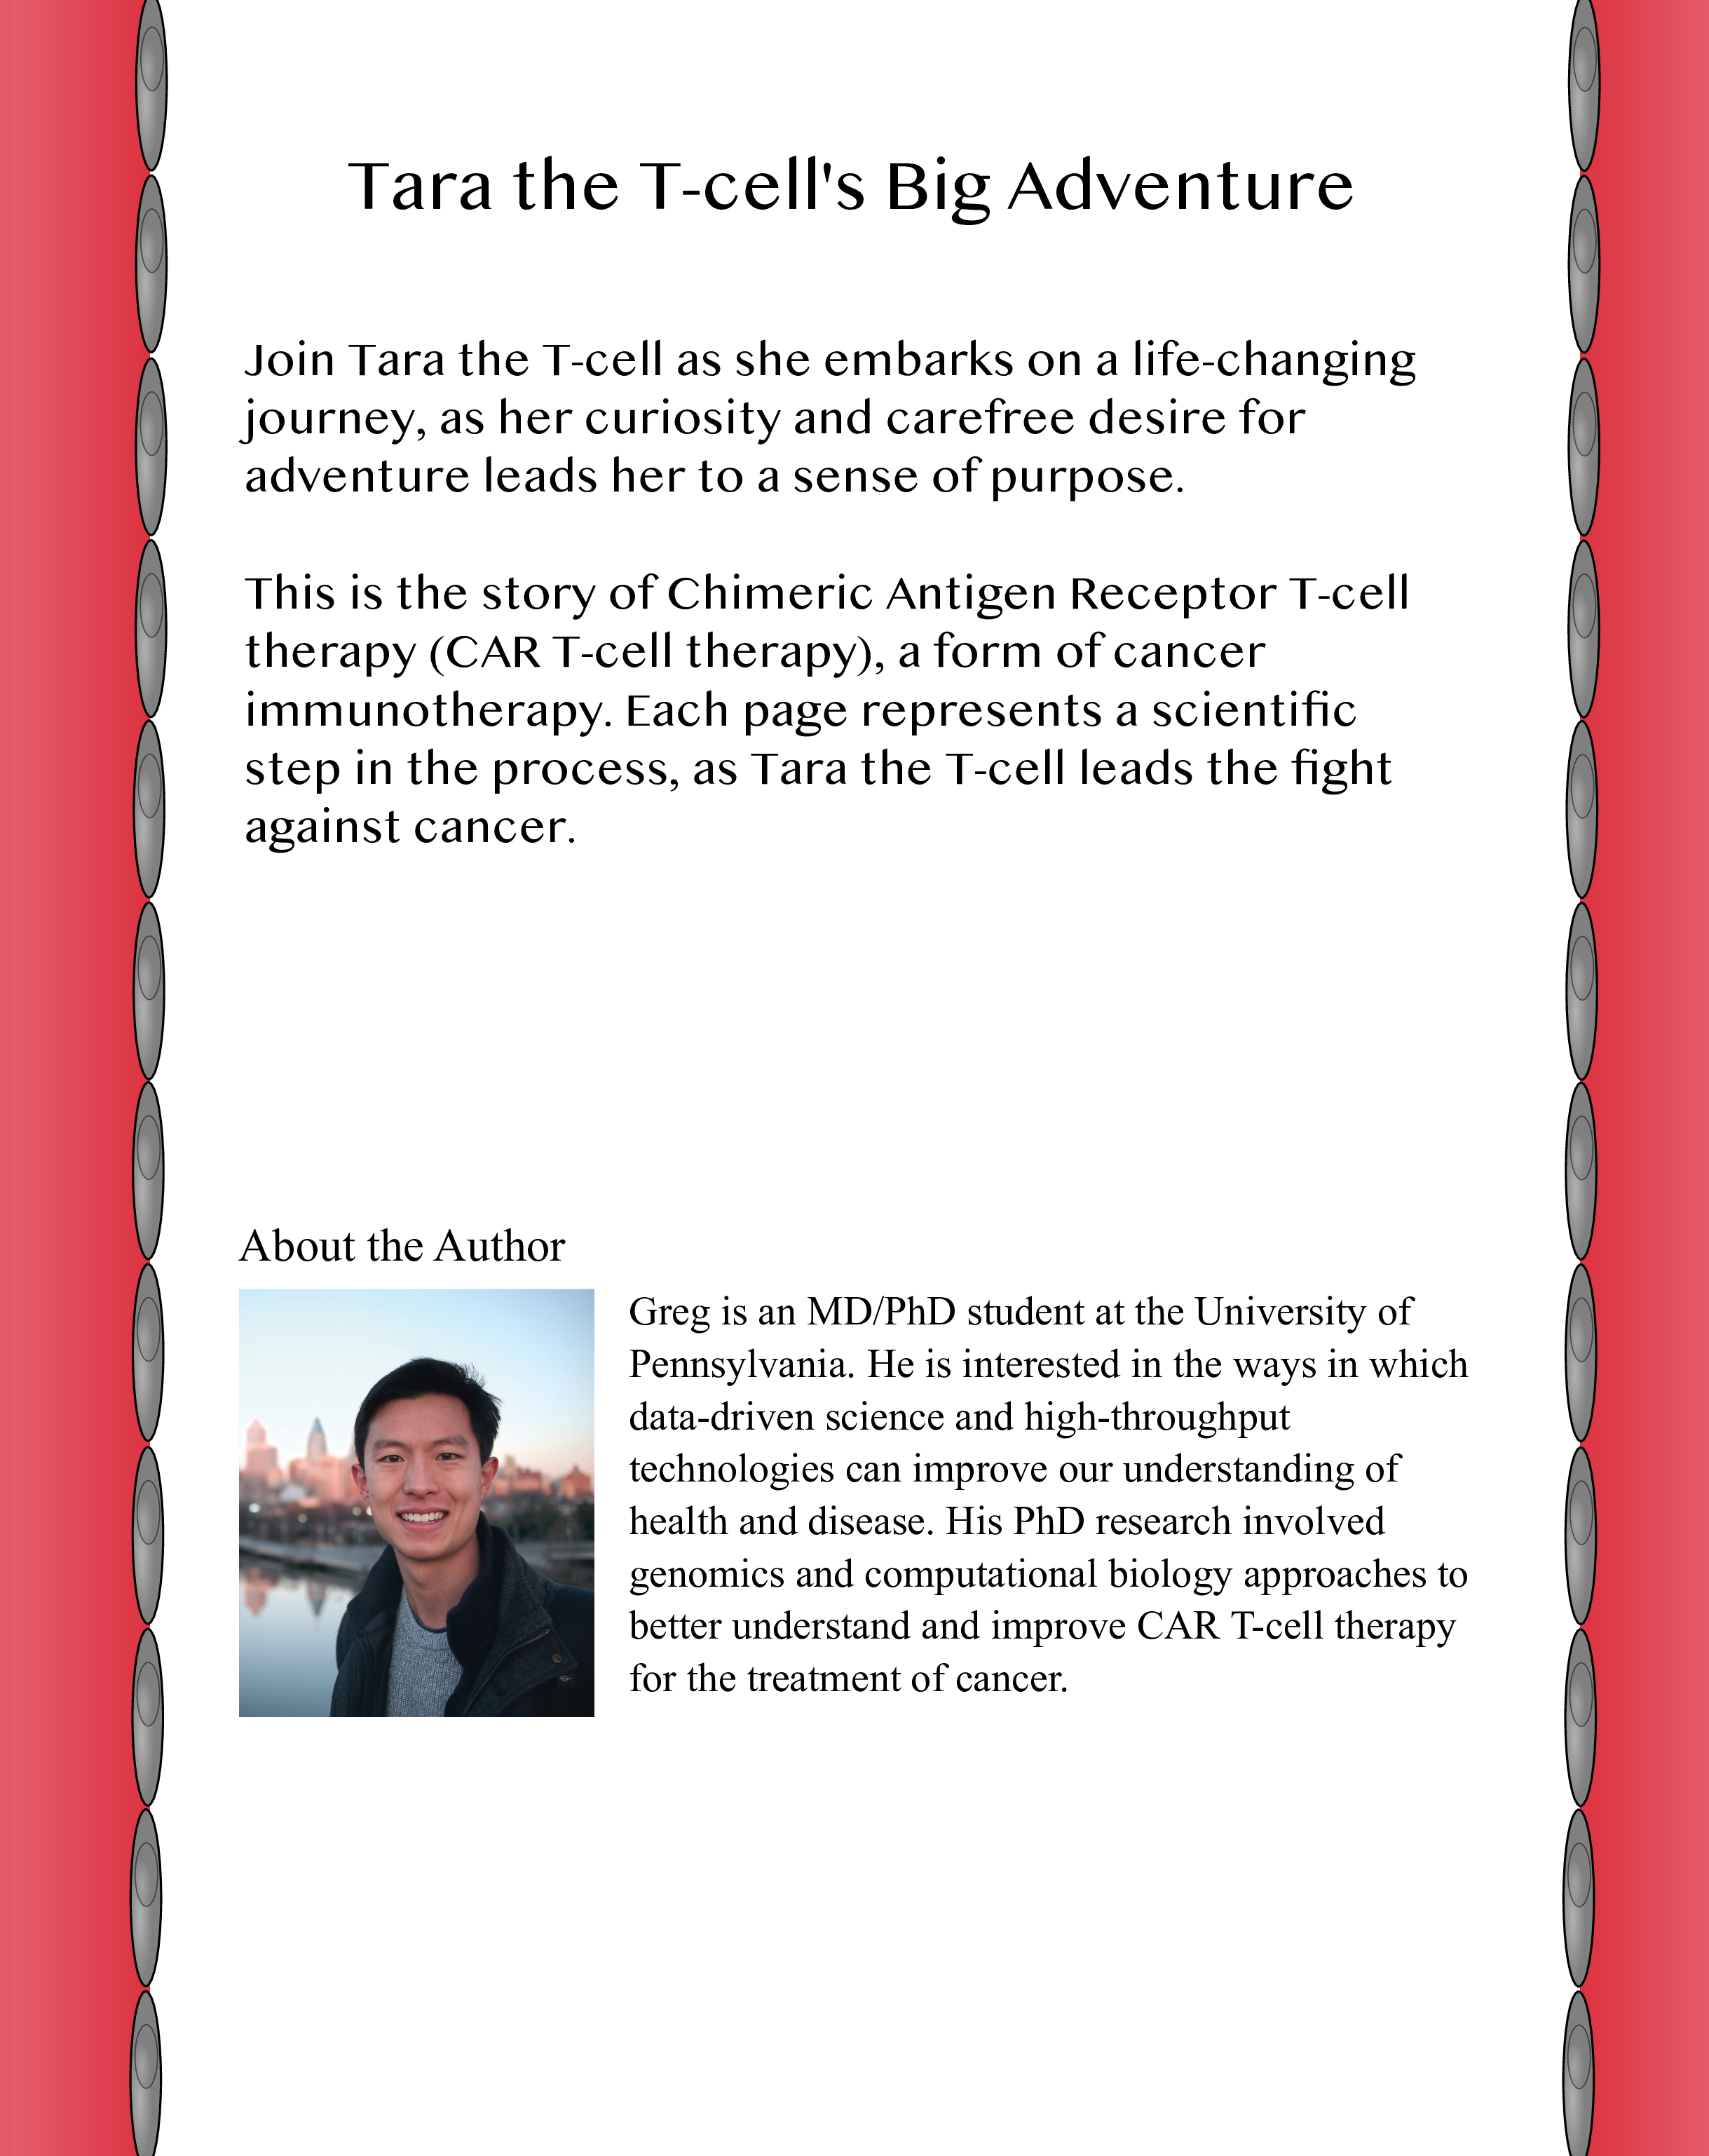 Tara the T-cell's Big Adventure
Join Tara the T-cell as she embarks on a life-changing
journey, as her curiosity and carefree desire for
adventure leads her to a sense of purpose.
This is the story of Chimeric Antigen Receptor T-cell
therapy (CAR T-cell therapy), a form of cancer
immunotherapy. Each page represents a scientific
step in the process, as Tara the T-cell leads the fight
against cancer.
About the Author
Greg is an MD/PhD student at the University of
Pennsylvania. He is interested in the ways in which
data-driven science and high-throughput
technologies can improve our understanding of
health and disease. His PhD research involved
genomics and computational biology approaches to
better understand and improve CAR T-cell therapy
for the treatment of cancer.